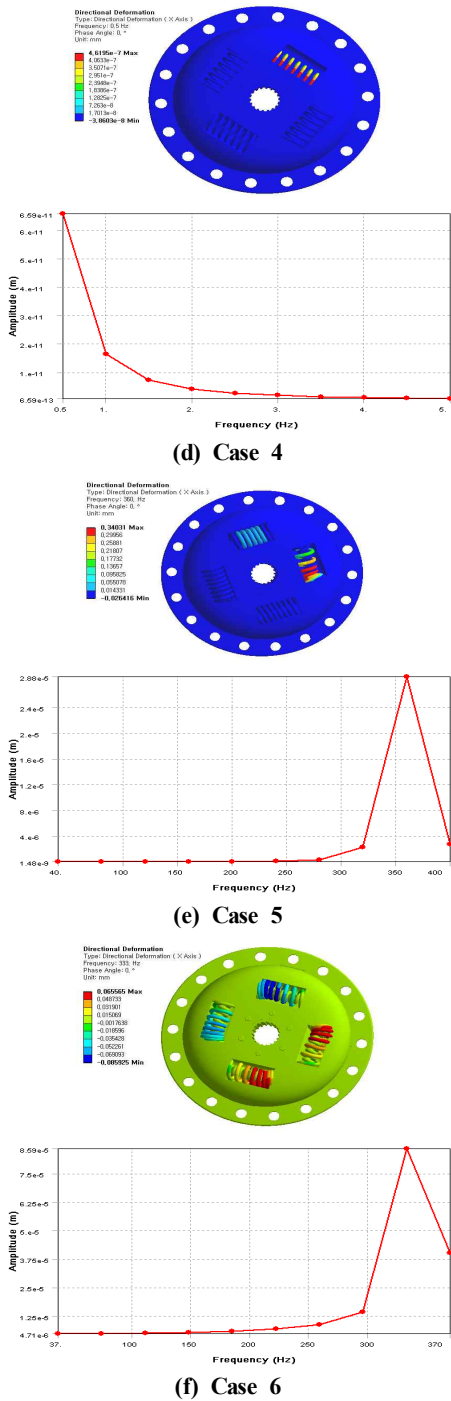 Directional Deformation
Type: Directional Deformation ( X Axis )
Frequency: 0,5 Hz
Phase Angle: 0, °
Unit: mm
4,6195e-7 Max
4,0633e-7
3,5071e-7
2,951e-7
2,3948e-7
1,8386e-7
1,2825e-7
7,263e-8
1,7013e-8
-3,8603e-8 Min
6.59e-11
6.e-11
5.e-11
4.e-11
3.e-11
2.e-11
1.e-11
6.59e-13
Amplitude (m)
0.5 1. 2. 3. 4. 5.
Frequency (Hz)
(d) Case 4
Directional Deformation
Type: Directional Deformation ( X Axis )
Frequency: 360, Hz
Phase Angle: 0, °
Unit: mm
0,34031 Max
0,29956
0,25881
0,21807
0,17732
0,13657
0,095825
0,055078
0,014331
-0,026416 Min
2.88e-5
2.4e-5
2.e-5
1.6e-5
1.2e-5
8.e-6
4.e-6
1.48e-9
Amplitude (m)
40. 100 150 200 250 300 350 400
Frequency (Hz)
(e) Case 5
Directional Deformation
Type: Directional Deformation ( X Axis )
Frequency: 333, Hz
Phase Angle: 0, °
Unit: mm
0,065565 Max
0,048733
0,031901
0,015069
-0,0017638
-0,018596
-0,035428
-0,052261
-0,069093
-0,085925 Min
8.59e-5
7.5e-5
6.25e-5
5.e-5
3.75e-5
2.5e-5
1.25e-5
4.71e-6
Amplitude (m)
37. 100 150 200 250 300 370
Frequency (Hz)
(f) Case 6